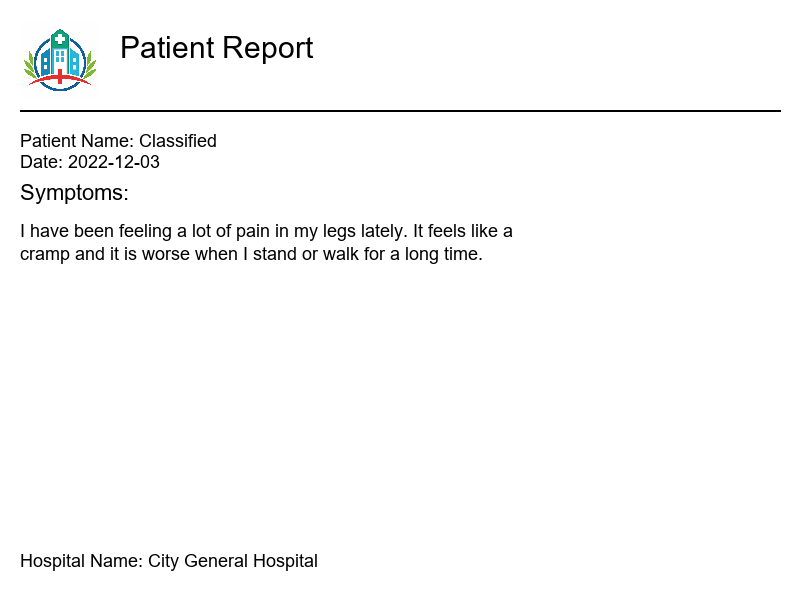 Patient Report
Patient Name: Classified
Date: 2022-12-03
Symptoms:
I have been feeling a lot of pain in my legs lately. It feels like a
cramp and it is worse when I stand or walk for a long time.
Hospital Name: City General Hospital